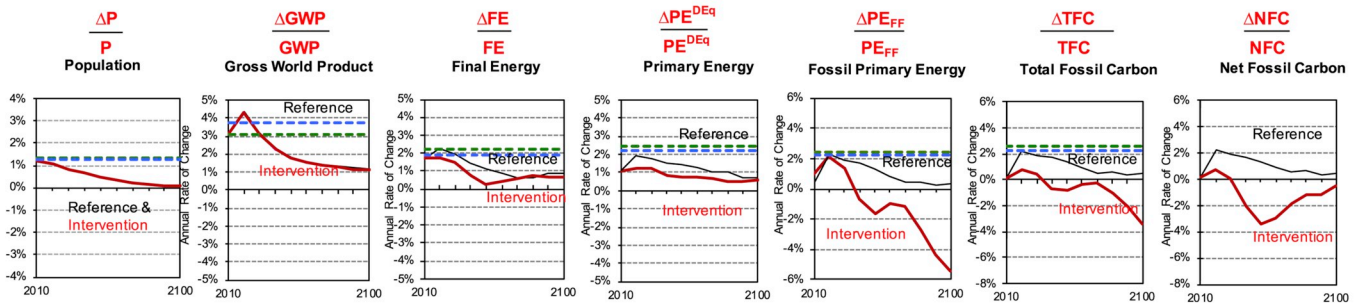 ΔP
P
Population
4%
3%
2%
1%
0%
-1%
-2%
-3%
-4%
Reference &
Intervention
2010
2100
ΔGWP
GWP
Gross World Product
Annual Rate of Change
5%
4%
3%
2%
1%
0%
-1%
-2%
-3%
-4%
-5%
Reference
Intervention
2010
2100
ΔFE
FE
Final Energy
Annual Rate of Change
5%
4%
3%
2%
1%
0%
-1%
-2%
-3%
-4%
-5%
Reference
Intervention
2010
2100
ΔPE^DEq
PE^DEq
Primary Energy
Annual Rate of Change
5%
4%
3%
2%
1%
0%
-1%
-2%
-3%
-4%
-5%
Reference
Intervention
2010
2100
ΔPE_FF
PE_FF
Fossil Primary Energy
Annual Rate of Change
6%
4%
2%
0%
-2%
-4%
-6%
Reference
Intervention
2010
2100
ΔTFC
TFC
Total Fossil Carbon
Annual Rate of Change
6%
4%
2%
0%
-2%
-4%
-6%
-8%
Reference
Intervention
2010
2100
ΔNFC
NFC
Net Fossil Carbon
Annual Rate of Change
6%
4%
2%
0%
-2%
-4%
-6%
-8%
Reference
Intervention
2010
2100